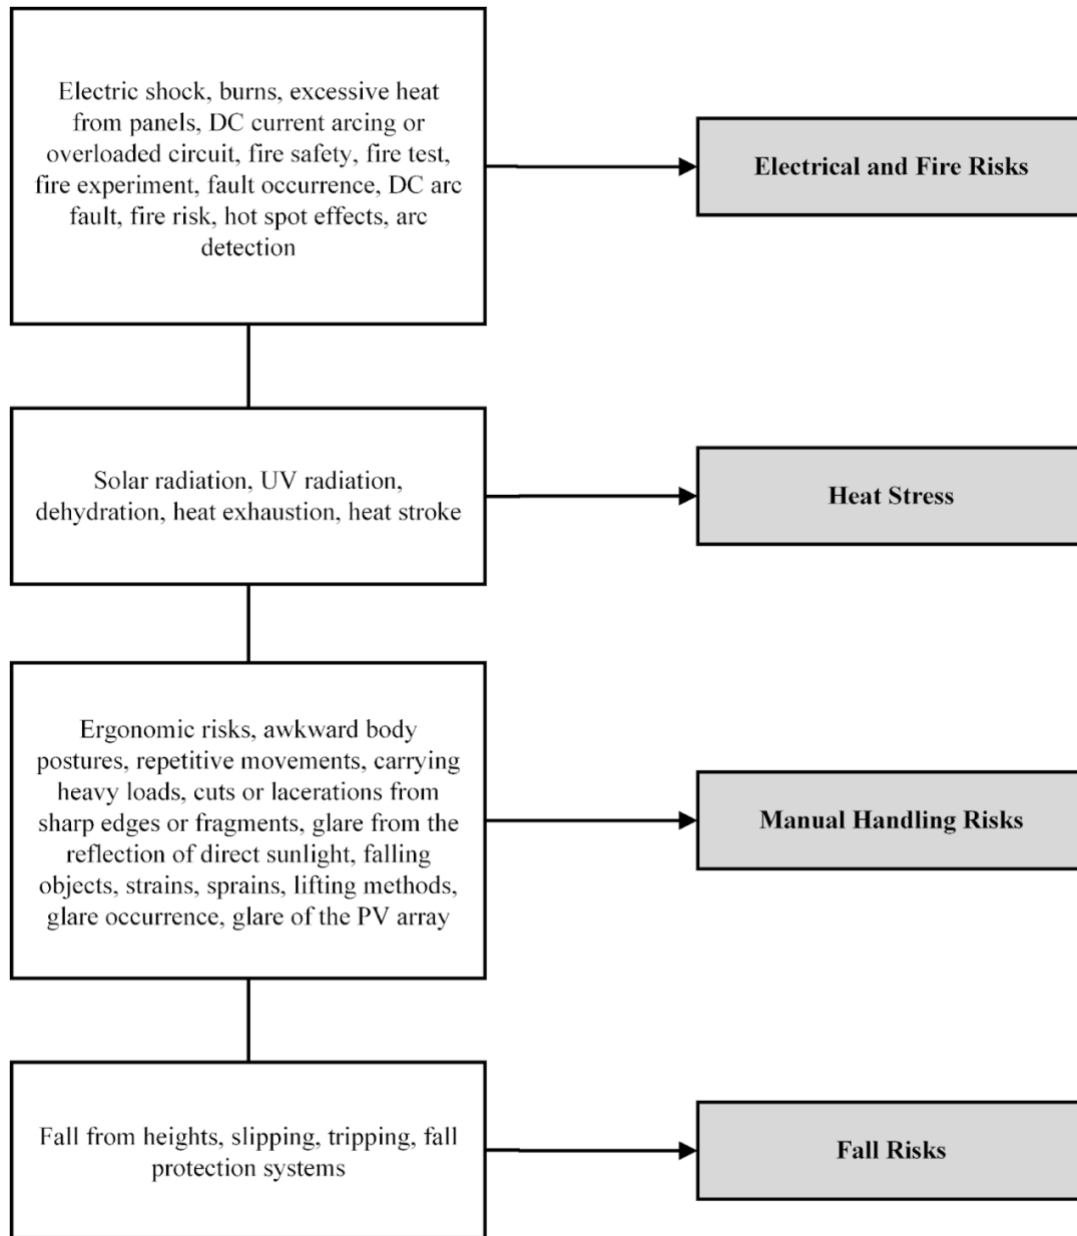 Electric shock, burns, excessive heat
from panels, DC current arcing or
overloaded circuit, fire safety, fire test,
fire experiment, fault occurrence, DC arc
fault, fire risk, hot spot effects, arc
detection
Electrical and Fire Risks
Solar radiation, UV radiation,
dehydration, heat exhaustion, heat stroke
Heat Stress
Ergonomic risks, awkward body
postures, repetitive movements, carrying
heavy loads, cuts or lacerations from
sharp edges or fragments, glare from the
reflection of direct sunlight, falling
objects, strains, sprains, lifting methods,
glare occurrence, glare of the PV array
Manual Handling Risks
Fall from heights, slipping, tripping, fall
protection systems
Fall Risks